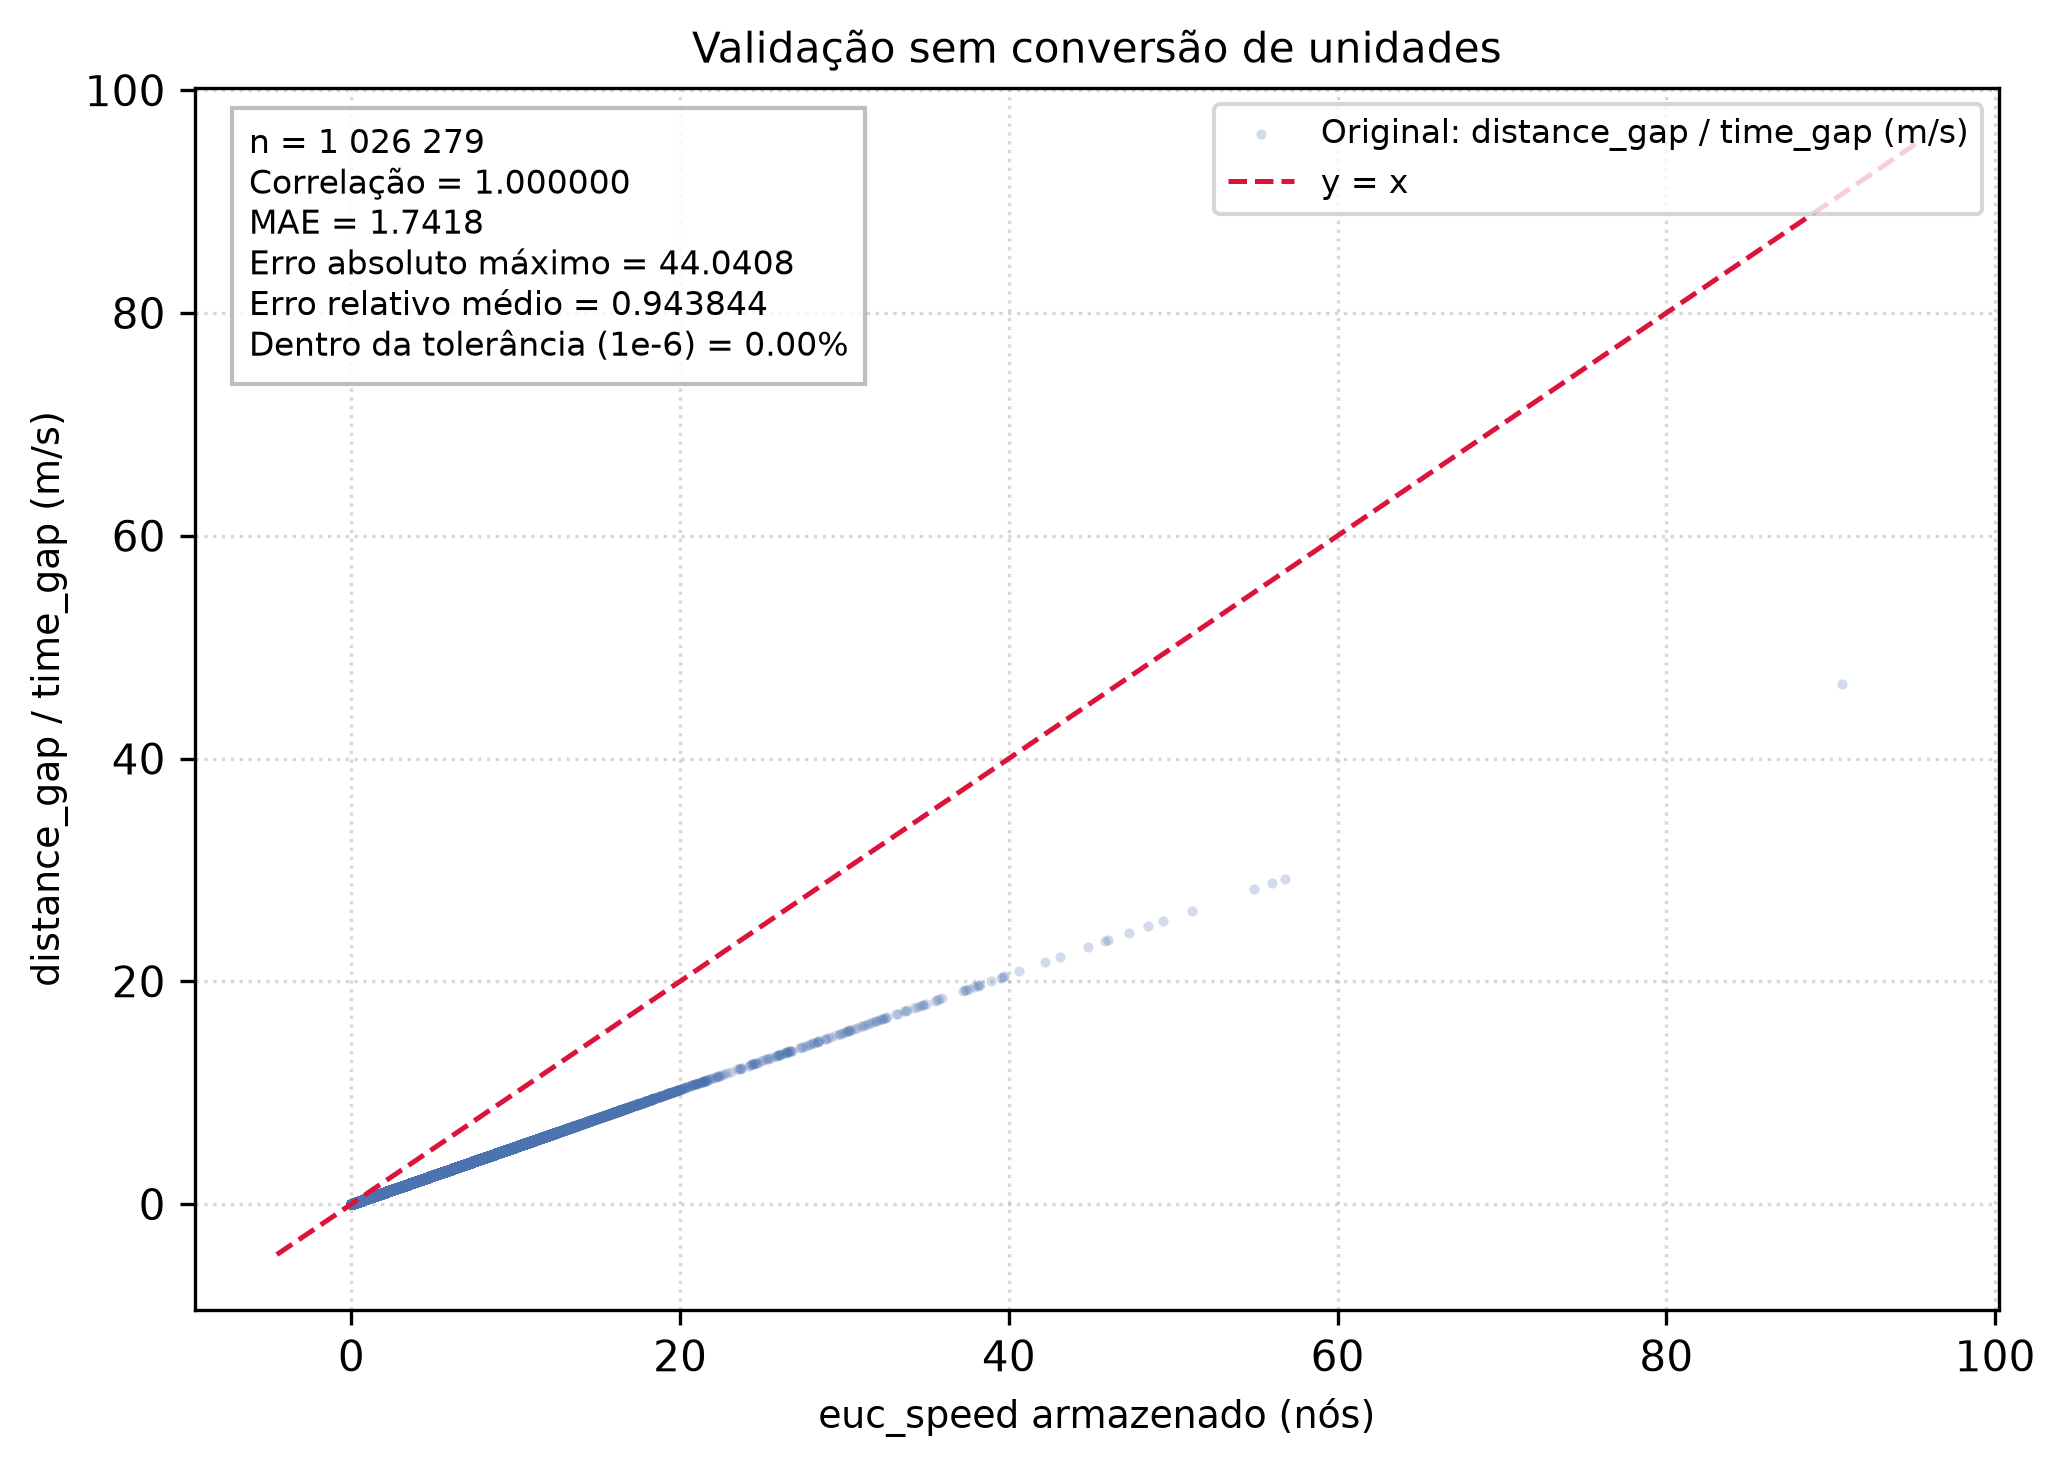 Validação sem conversão de unidades
n = 1 026 279
Correlação = 1.000000
MAE = 1.7418
Erro absoluto máximo = 44.0408
Erro relativo médio = 0.943844
Dentro da tolerância (1e-6) = 0.00%
Original: distance_gap / time_gap (m/s)
y = x
distance_gap / time_gap (m/s)
100
80
60
40
20
0
0 20 40 60 80 100
euc_speed armazenado (nós)